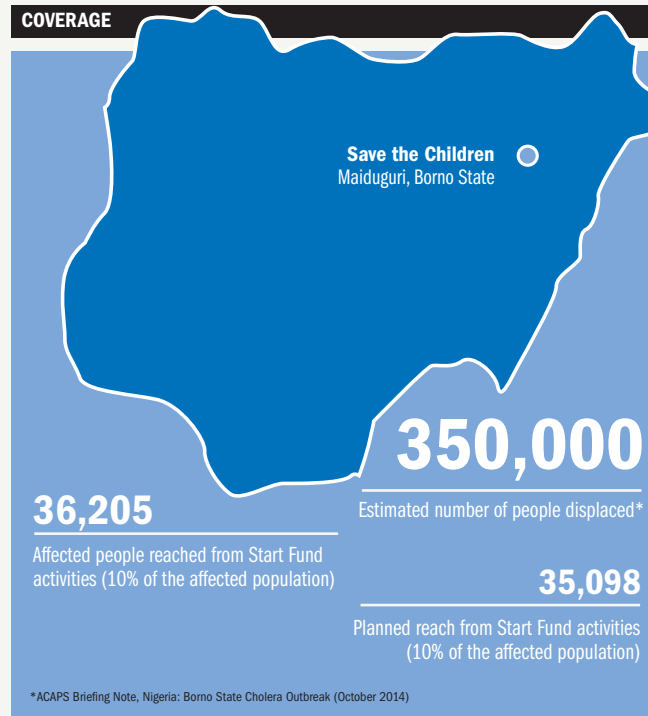 COVERAGE
Save the Children
Maiduguri, Borno State
350,000
Estimated number of people displaced*
36,205
Affected people reached from Start Fund
activities (10% of the affected population)
35,098
Planned reach from Start Fund activities
(10% of the affected population)
*ACAPS Briefing Note, Nigeria: Borno State Cholera Outbreak (October 2014)